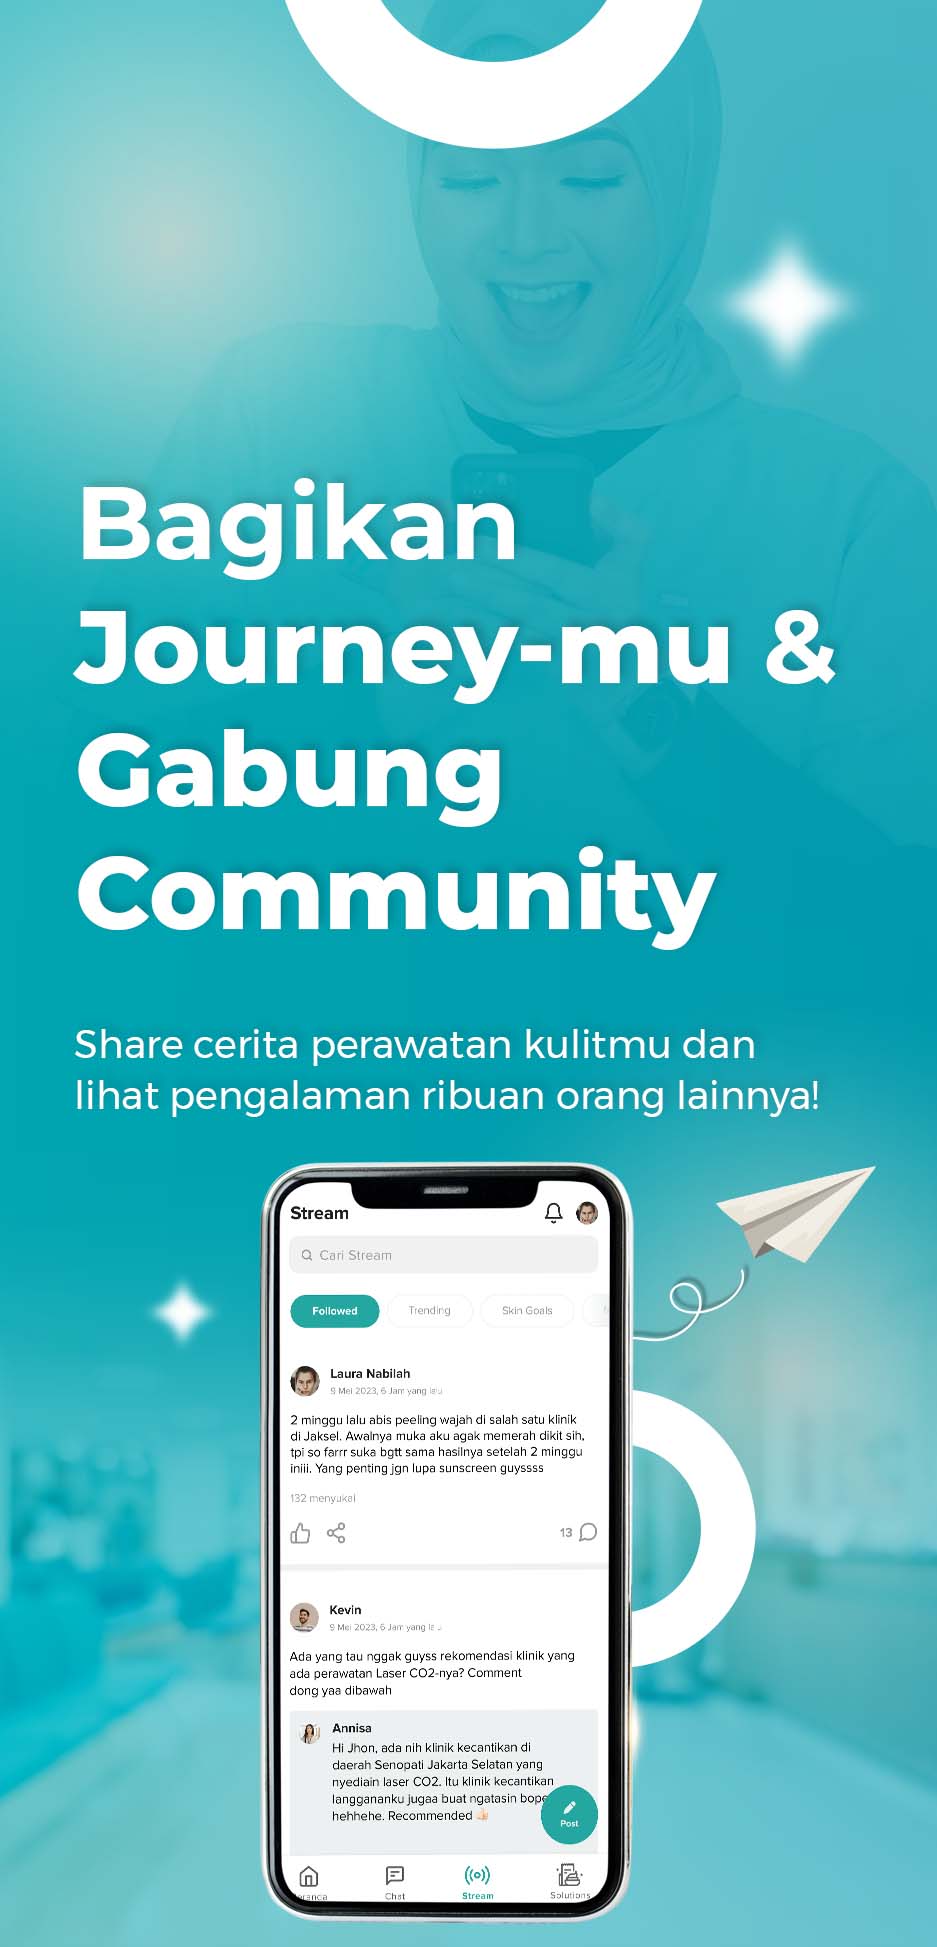 Bagikan
Journey-mu &
Gabung
Community
Share cerita perawatan kulitmu dan
lihat pengalaman ribuan orang lainnya!
Stream
Cari Stream
Followed
Trending
Skin Goals
Laura Nabilah
9 Mei 2023, 6 Jam yang lalu
2 minggu lalu abis peeling wajah di salah satu klinik
di Jaksel. Awalnya muka aku agak memerah dikit sih,
tpi so farrr suka bgtt sama hasilnya setelah 2 minggu
iniii. Yang penting jgn lupa sunscreen guyssss
132 menyukai
13
Kevin
9 Mei 2023, 6 Jam yang
Ada yang tau nggak guyss rekomendasi klinik yang
ada perawatan Laser CO2-nya? Comment
dong yaa dibawah
Annisa
Hi Jhon, ada nih klinik kecantikan di
daerah Senopati Jakarta Selatan yang
nyediain laser CO2. Itu klinik kecantikan
langgananku jugaa buat ngatasin bope
hehhehe. Recommended 👍🏻
Post
eranca
Chat
Stream
Solutions